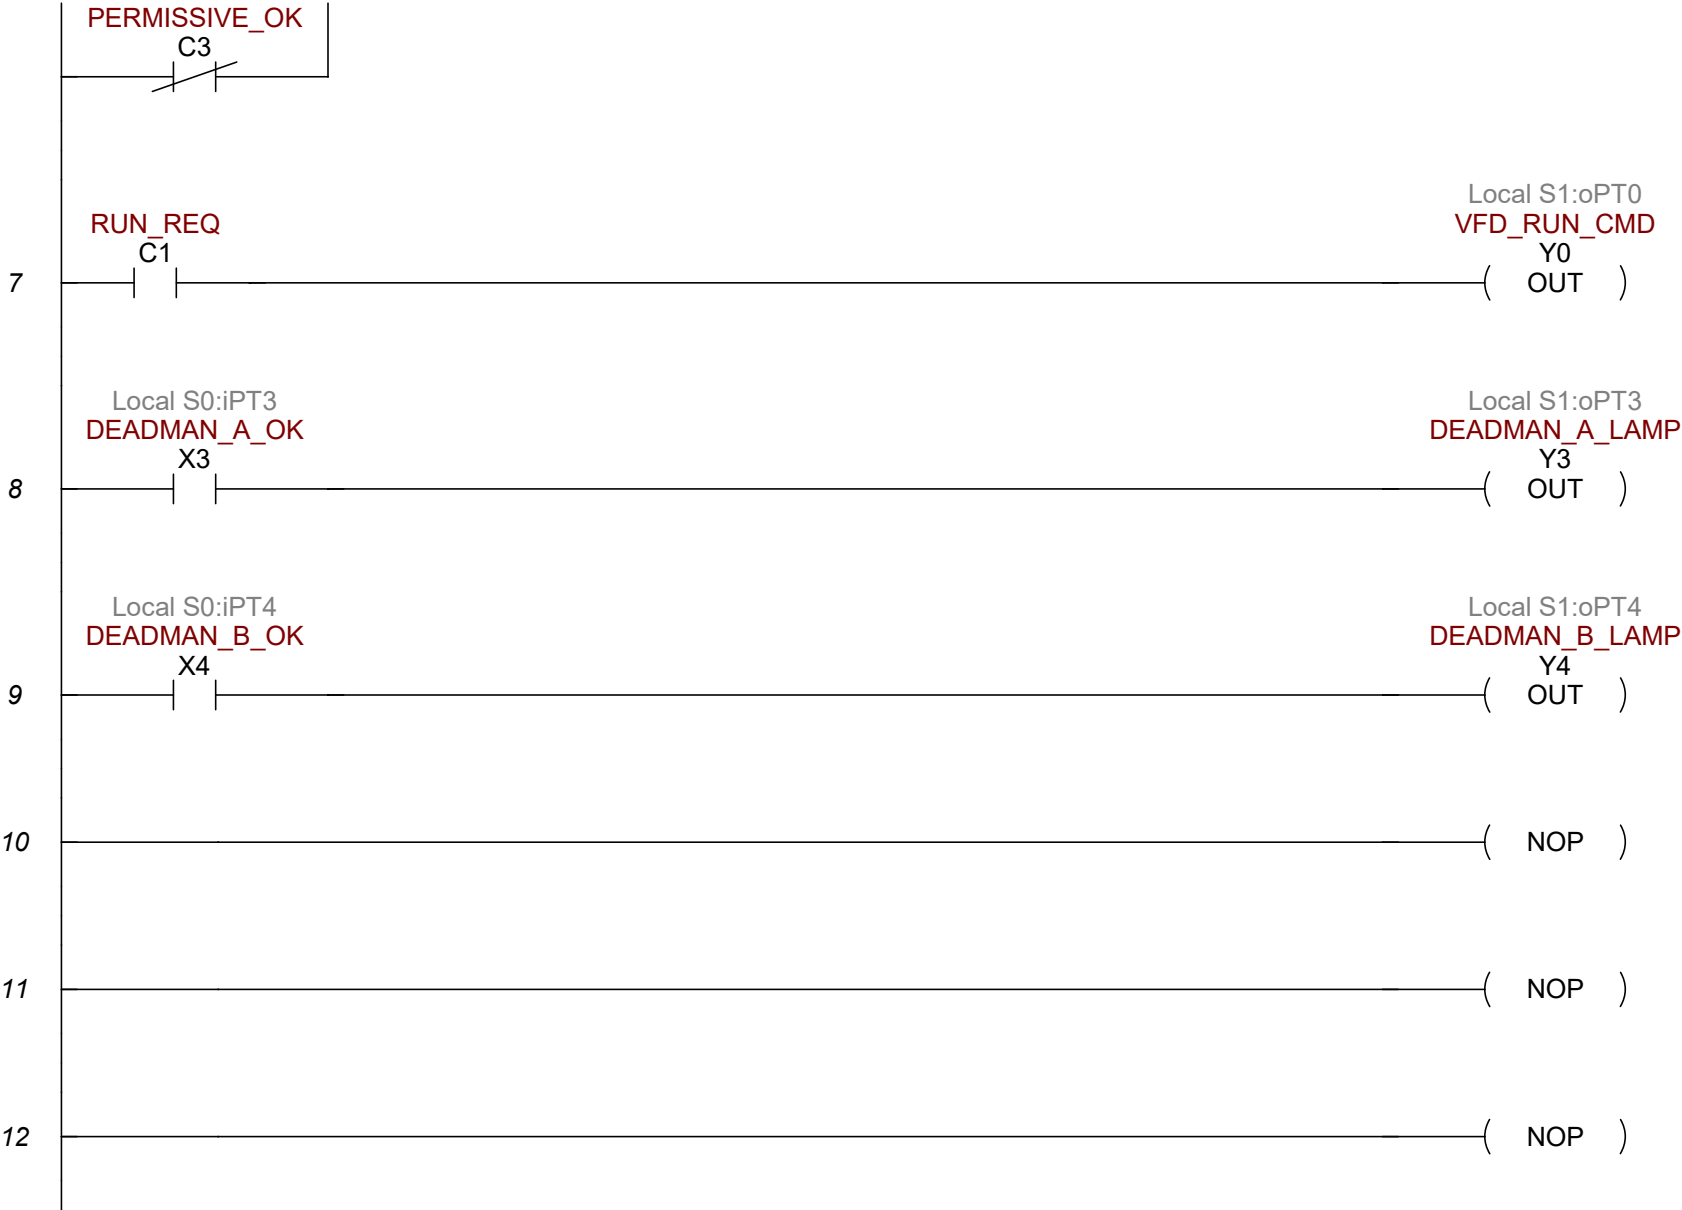 PERMISSIVE_OK
C3
Local S1:oPT0
RUN_REQ VFD_RUN_CMD
C1 Y0
7 OUT
Local S0:iPT3 Local S1:oPT3
DEADMAN_A_OK DEADMAN_A_LAMP
X3 Y3
8 OUT
Local S0:iPT4 Local S1:oPT4
DEADMAN_B_OK DEADMAN_B_LAMP
X4 Y4
9 OUT
10 NOP
11 NOP
12 NOP